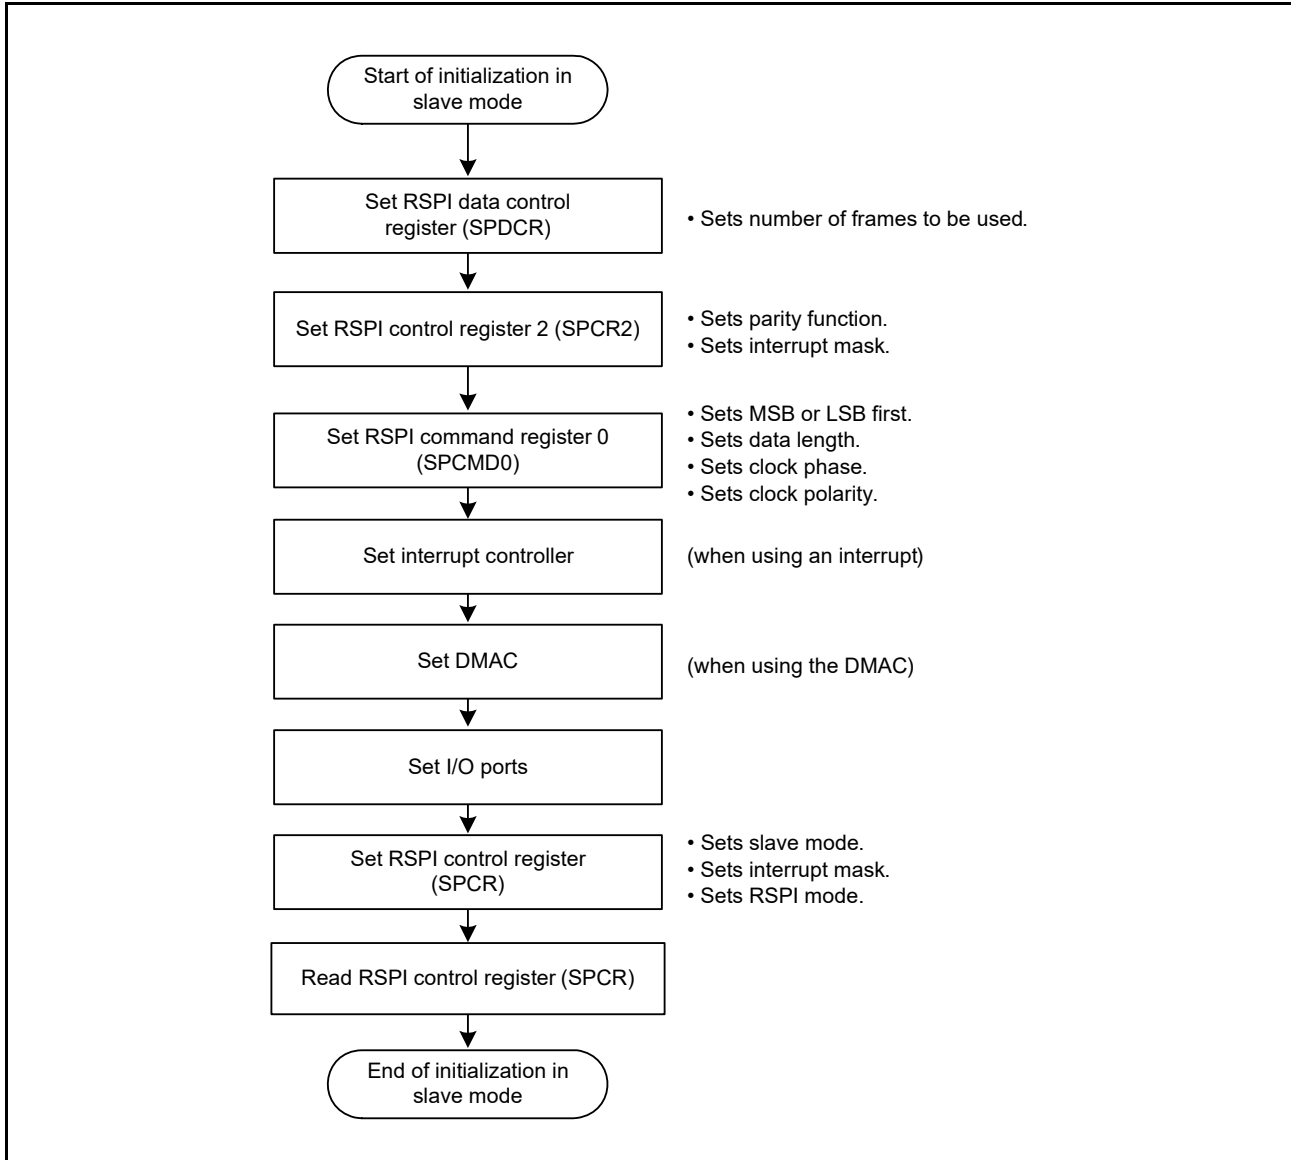 Start of initialization in
slave mode
Set RSPI data control
register (SPDCR)
• Sets number of frames to be used.
Set RSPI control register 2 (SPCR2)
• Sets parity function.
• Sets interrupt mask.
Set RSPI command register 0
(SPCMD0)
• Sets MSB or LSB first.
• Sets data length.
• Sets clock phase.
• Sets clock polarity.
Set interrupt controller
(when using an interrupt)
Set DMAC
(when using the DMAC)
Set I/O ports
Set RSPI control register
(SPCR)
• Sets slave mode.
• Sets interrupt mask.
• Sets RSPI mode.
Read RSPI control register (SPCR)
End of initialization in
slave mode